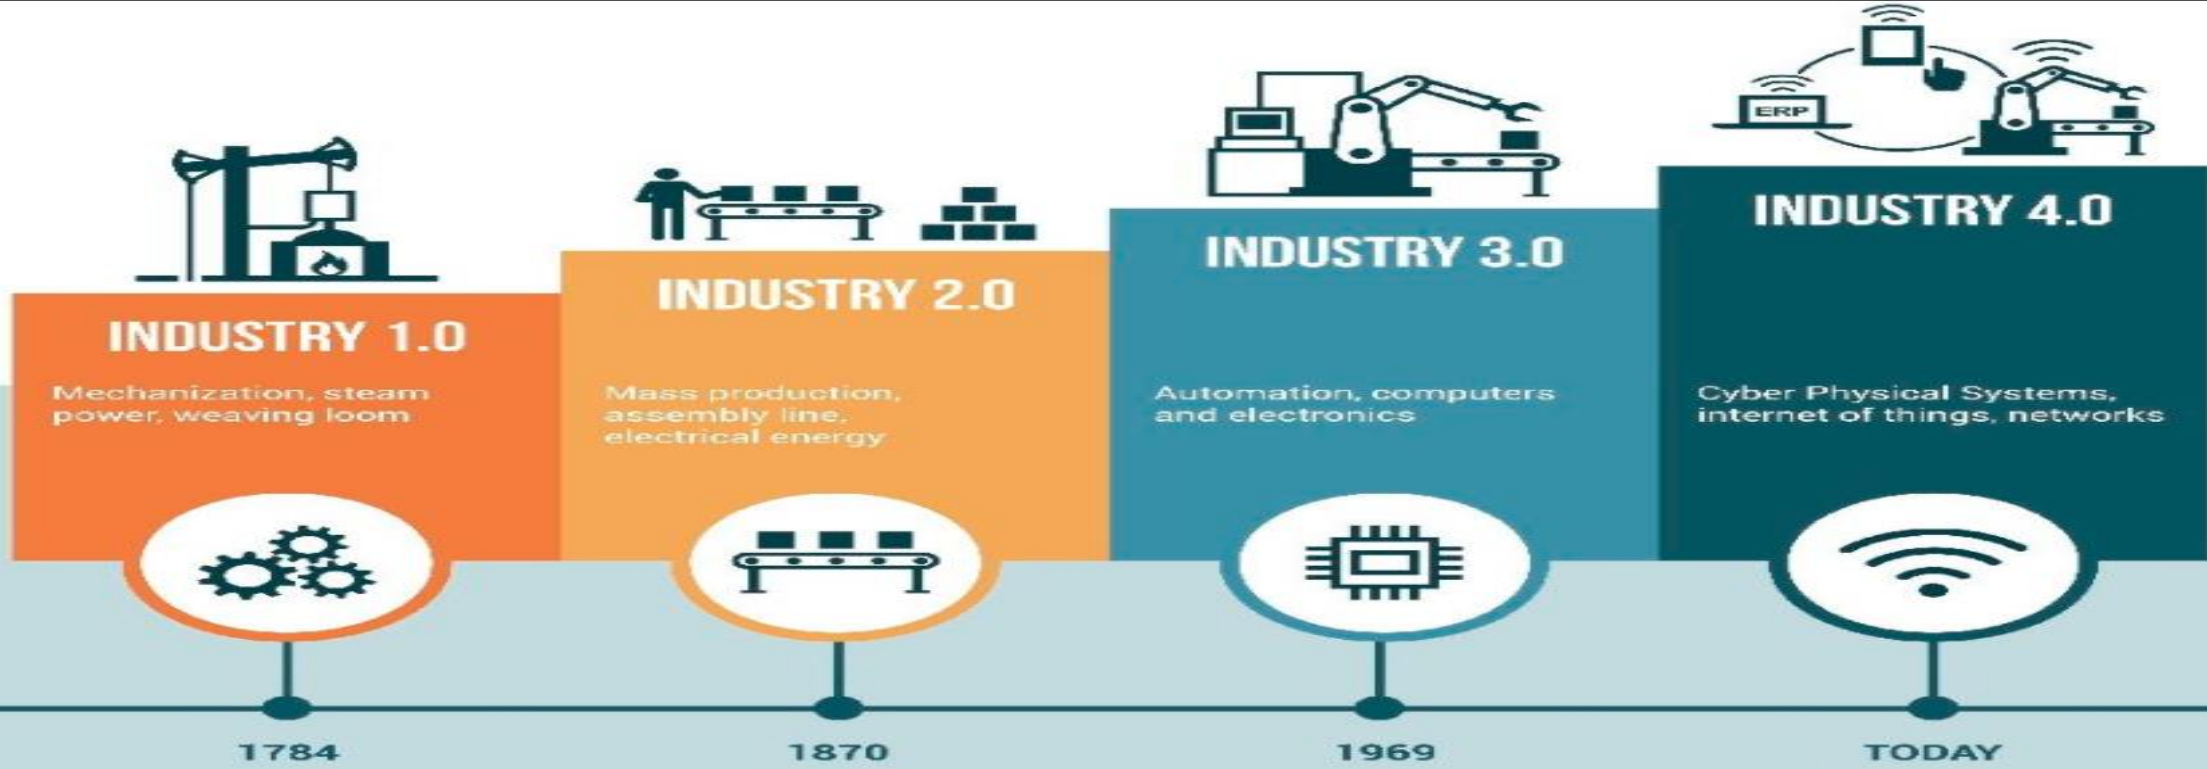 ERP
INDUSTRY 1.0
Mechanization, steam
power, weaving loom
1784
INDUSTRY 2.0
Mass production,
assembly line,
electrical energy
1870
INDUSTRY 3.0
Automation, computers
and electronics
1969
INDUSTRY 4.0
Cyber Physical Systems,
internet of things, networks
TODAY